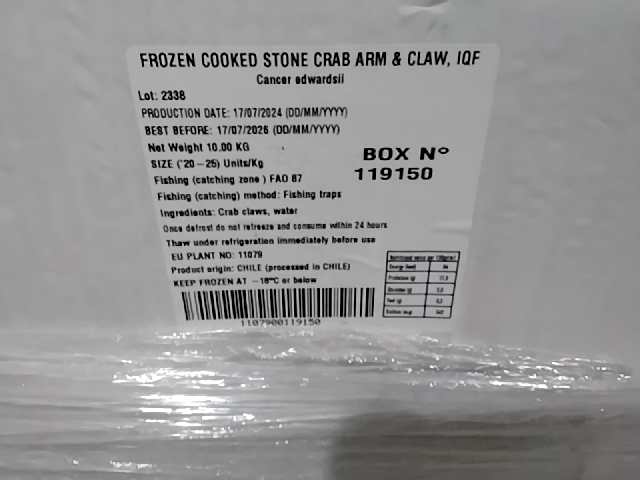 FROZEN COOKED STONE CRAB ARM & CLAW, IQF
Cancer edwardsii
Lot: 2338
PRODUCTION DATE: 17/07/2024 (DD/MM/YYYY)
BEST BEFORE: 17/07/2026 (DD/MM/YYYY)
Net Weight 10.00 KG
SIZE (`20 – 25) Units/Kg
BOX Nº
119150
Fishing (catching zone ) FAO 87
Fishing (catching) method: Fishing traps
Ingredients: Crab claws, water
Once defrost do not refreeze and consume within 24 hours
Thaw under refrigeration immediately before use
EU PLANT NO: 11079
Product origin: CHILE (processed in CHILE)
KEEP FROZEN AT –18ºC or below
1107900119150